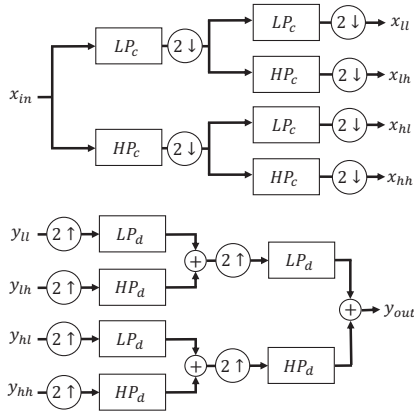 LP_c 2 ↓ x_ll
LP_c 2 ↓
HP_c 2 ↓ x_lh
x_in
LP_c 2 ↓ x_hl
HP_c 2 ↓
HP_c 2 ↓ x_hh
y_ll 2 ↑ LP_d
+ 2 ↑ LP_d
y_lh 2 ↑ HP_d
+ y_out
y_hl 2 ↑ LP_d
+ 2 ↑ HP_d
y_hh 2 ↑ HP_d